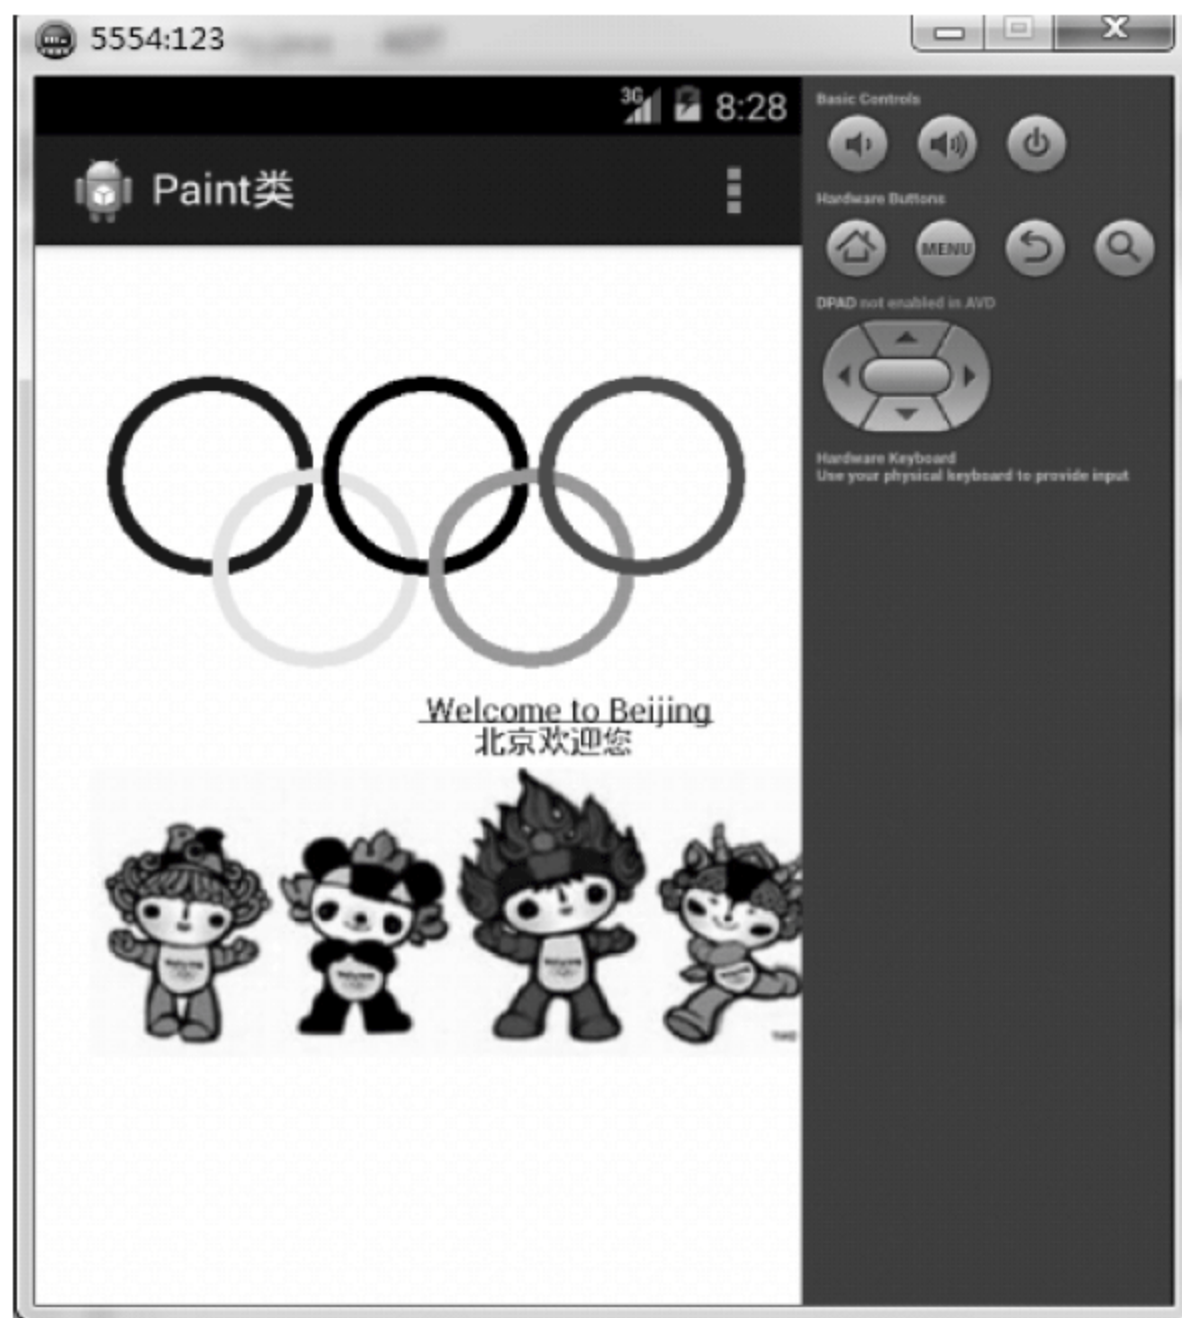 5554:123
3G 8:28
Paint类
Welcome to Beijing
北京欢迎您
Basic Controls
Hardware Buttons
MENU
DPAD not enabled in AVD
Hardware Keyboard
Use your physical keyboard to provide input